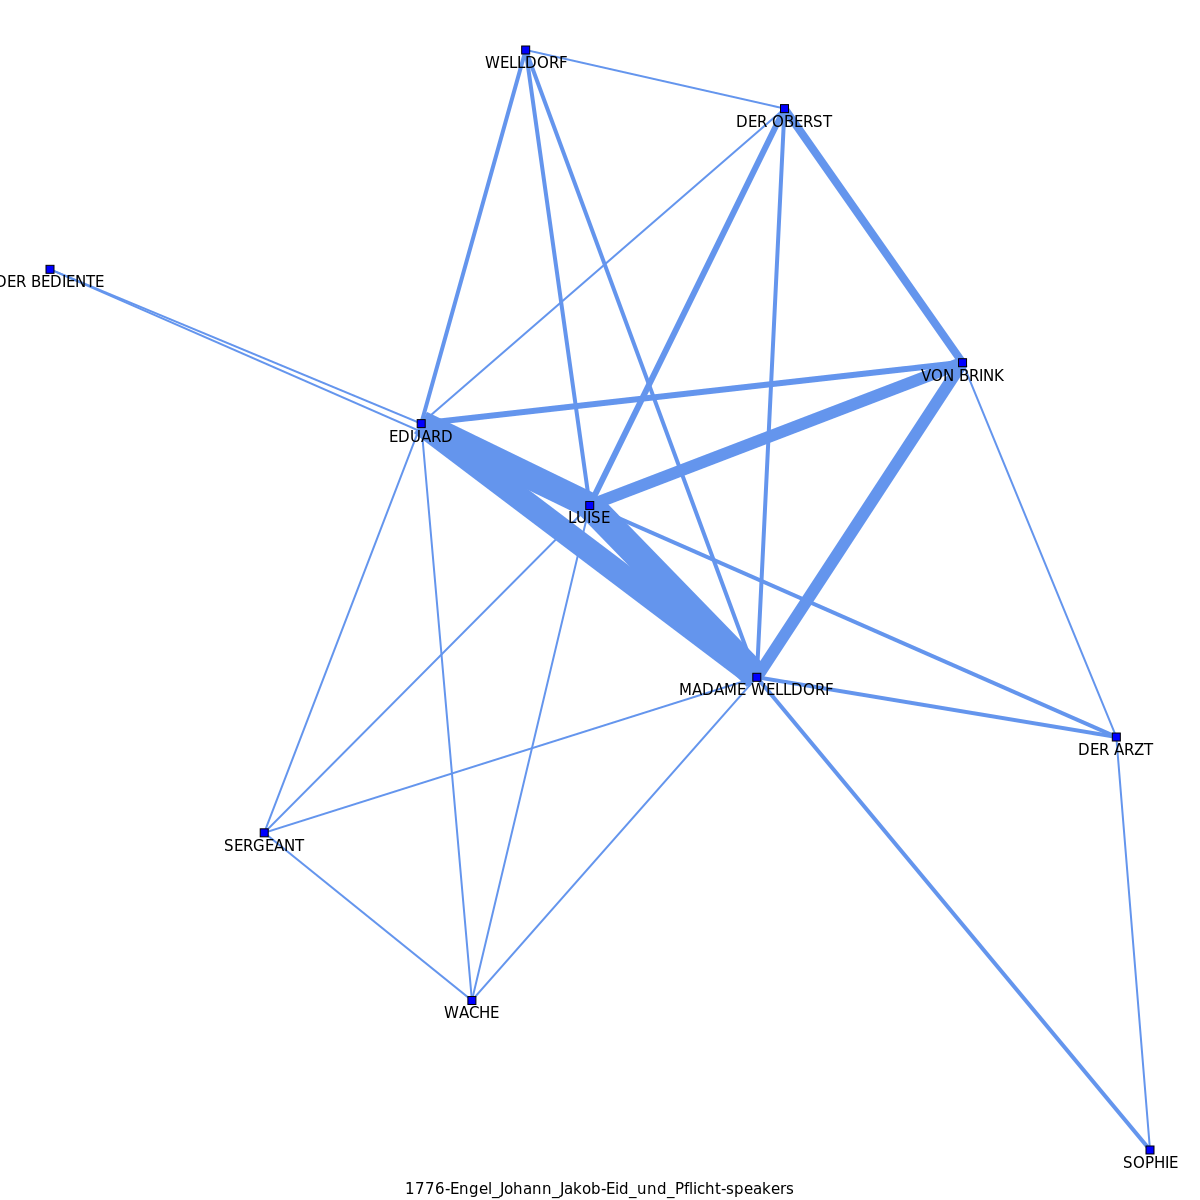 WELLDORF
DER OBERST
DER BEDIENTE
VON BRINK
EDUARD
LUISE
MADAME WELLDORF
DER ARZT
SERGEANT
WACHE
SOPHIE
1776-Engel_Johann_Jakob-Eid_und_Pflicht-speakers